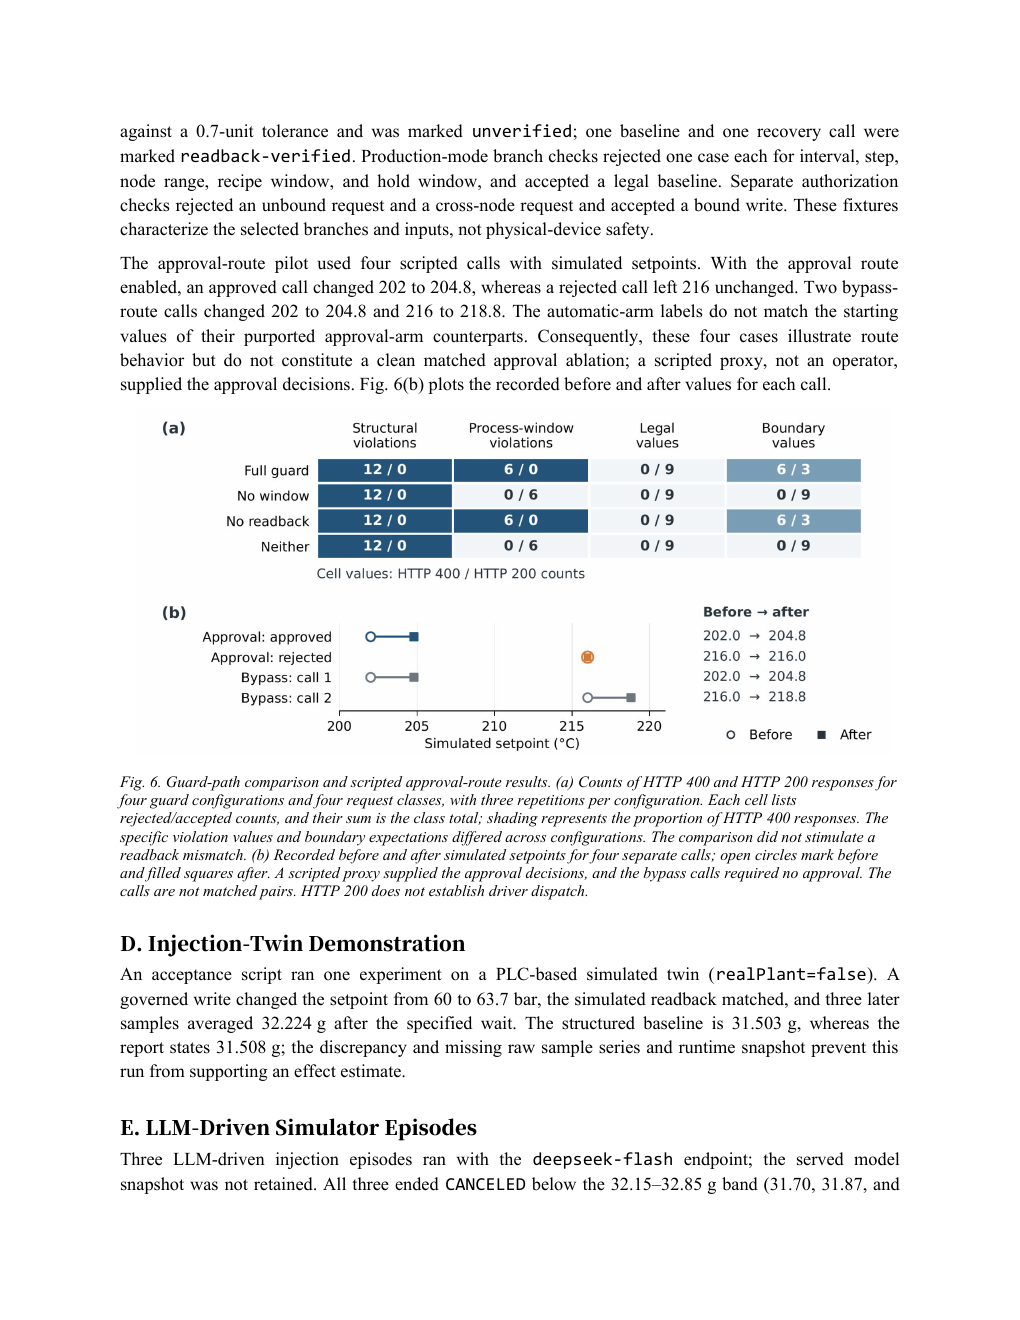 against a 0.7-unit tolerance and was marked unverified; one baseline and one recovery call were
marked readback-verified. Production-mode branch checks rejected one case each for interval, step,
node range, recipe window, and hold window, and accepted a legal baseline. Separate authorization
checks rejected an unbound request and a cross-node request and accepted a bound write. These fixtures
characterize the selected branches and inputs, not physical-device safety.
The approval-route pilot used four scripted calls with simulated setpoints. With the approval route
enabled, an approved call changed 202 to 204.8, whereas a rejected call left 216 unchanged. Two bypass-
route calls changed 202 to 204.8 and 216 to 218.8. The automatic-arm labels do not match the starting
values of their purported approval-arm counterparts. Consequently, these four cases illustrate route
behavior but do not constitute a clean matched approval ablation; a scripted proxy, not an operator,
supplied the approval decisions. Fig. 6(b) plots the recorded before and after values for each call.
(a)
Structural violations Process-window violations Legal values Boundary values
Full guard 12 / 0 6 / 0 0 / 9 6 / 3
No window 12 / 0 0 / 6 0 / 9 0 / 9
No readback 12 / 0 6 / 0 0 / 9 6 / 3
Neither 12 / 0 0 / 6 0 / 9 0 / 9
Cell values: HTTP 400 / HTTP 200 counts
(b) Before → after
Approval: approved 202.0 → 204.8
Approval: rejected 216.0 → 216.0
Bypass: call 1 202.0 → 204.8
Bypass: call 2 216.0 → 218.8
200 205 210 215 220
Simulated setpoint (°C)
Before After
Fig. 6. Guard-path comparison and scripted approval-route results. (a) Counts of HTTP 400 and HTTP 200 responses for
four guard configurations and four request classes, with three repetitions per configuration. Each cell lists
rejected/accepted counts, and their sum is the class total; shading represents the proportion of HTTP 400 responses. The
specific violation values and boundary expectations differed across configurations. The comparison did not stimulate a
readback mismatch. (b) Recorded before and after simulated setpoints for four separate calls; open circles mark before
and filled squares after. A scripted proxy supplied the approval decisions, and the bypass calls required no approval. The
calls are not matched pairs. HTTP 200 does not establish driver dispatch.
D. Injection-Twin Demonstration
An acceptance script ran one experiment on a PLC-based simulated twin (realPlant=false). A
governed write changed the setpoint from 60 to 63.7 bar, the simulated readback matched, and three later
samples averaged 32.224 g after the specified wait. The structured baseline is 31.503 g, whereas the
report states 31.508 g; the discrepancy and missing raw sample series and runtime snapshot prevent this
run from supporting an effect estimate.
E. LLM-Driven Simulator Episodes
Three LLM-driven injection episodes ran with the deepseek-flash endpoint; the served model
snapshot was not retained. All three ended CANCELED below the 32.15–32.85 g band (31.70, 31.87, and